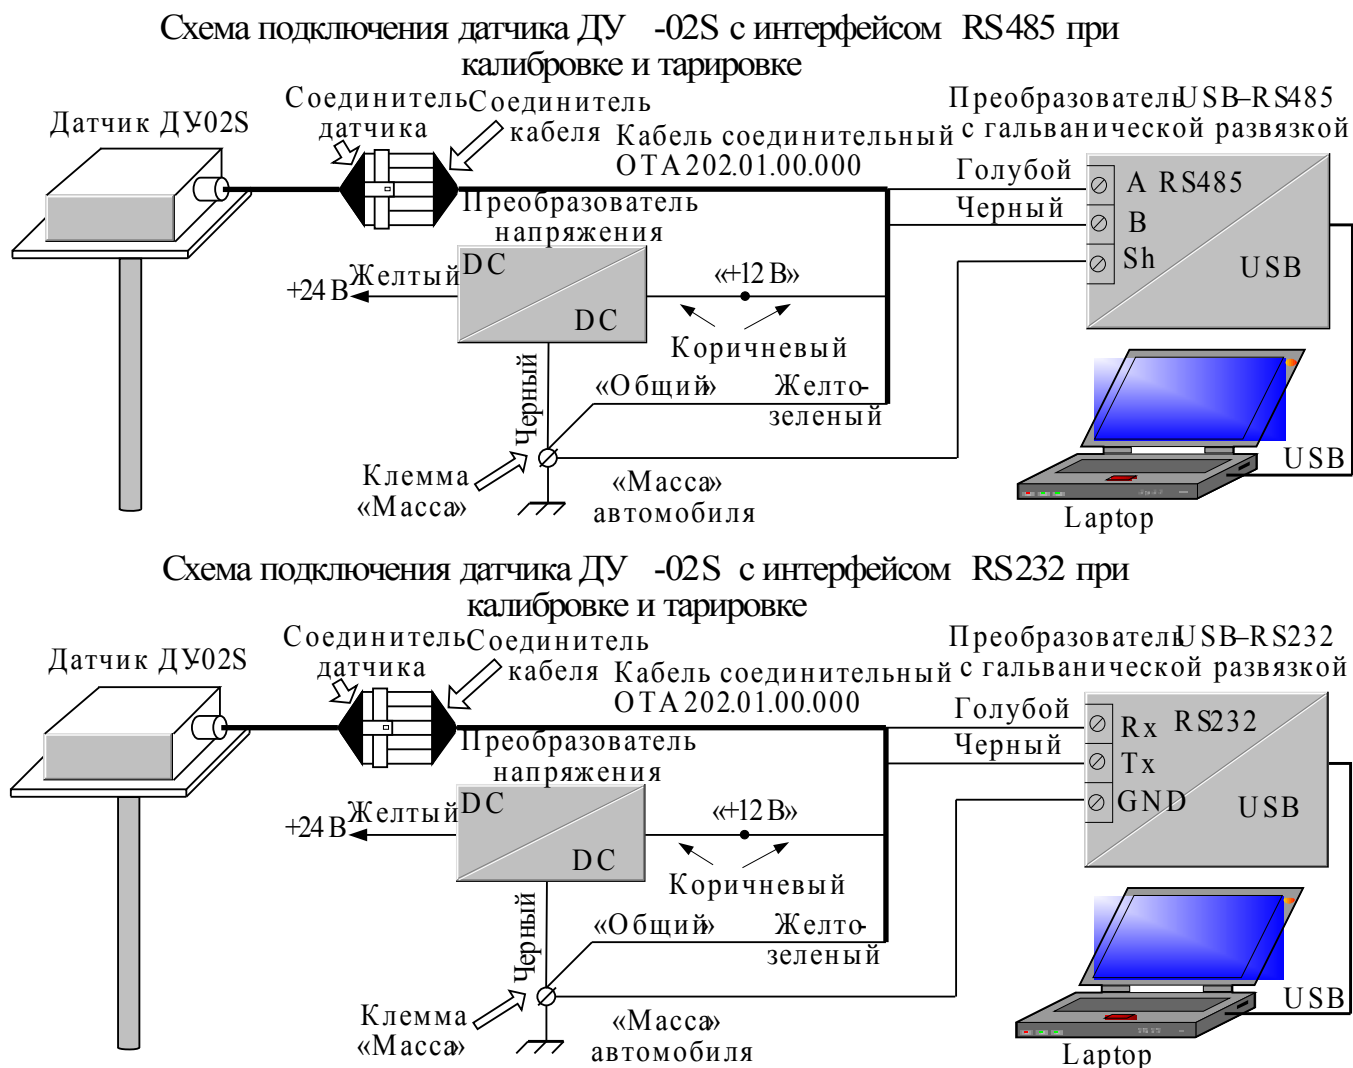 Схема подключения датчика ДУ -02S с интерфейсом RS485 при
калибровке и тарировке
Датчик ДУ-02S
Соединитель
датчика
Соединитель
кабеля
Кабель соединительный
ОТА202.01.00.000
Преобразователь USB–RS485
с гальванической развязкой
Голубой
Черный
A RS485
B
Sh
USB
Преобразователь
напряжения
DC
DC
+24 В
Желтый
«+12 В»
Коричневый
Черный
«Общий»
Желто-
зеленый
Клемма
«Масса»
«Масса»
автомобиля
USB
Laptop
Схема подключения датчика ДУ -02S с интерфейсом RS232 при
калибровке и тарировке
Датчик ДУ-02S
Соединитель
датчика
Соединитель
кабеля
Кабель соединительный
ОТА202.01.00.000
Преобразователь USB–RS232
с гальванической развязкой
Голубой
Черный
Rx RS232
Tx
GND
USB
Преобразователь
напряжения
DC
DC
+24 В
Желтый
«+12 В»
Коричневый
Черный
«Общий»
Желто-
зеленый
Клемма
«Масса»
«Масса»
автомобиля
USB
Laptop